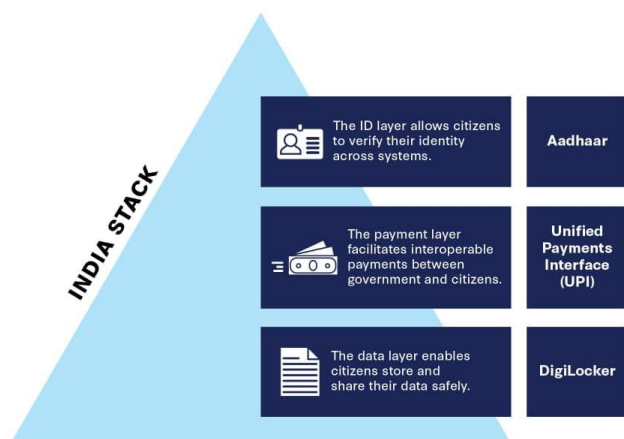 INDIA STACK
The ID layer allows citizens
to verify their identity
across systems.
Aadhaar
The payment layer
facilitates interoperable
payments between
government and citizens.
Unified
Payments
Interface
(UPI)
The data layer enables
citizens store and
share their data safely.
DigiLocker